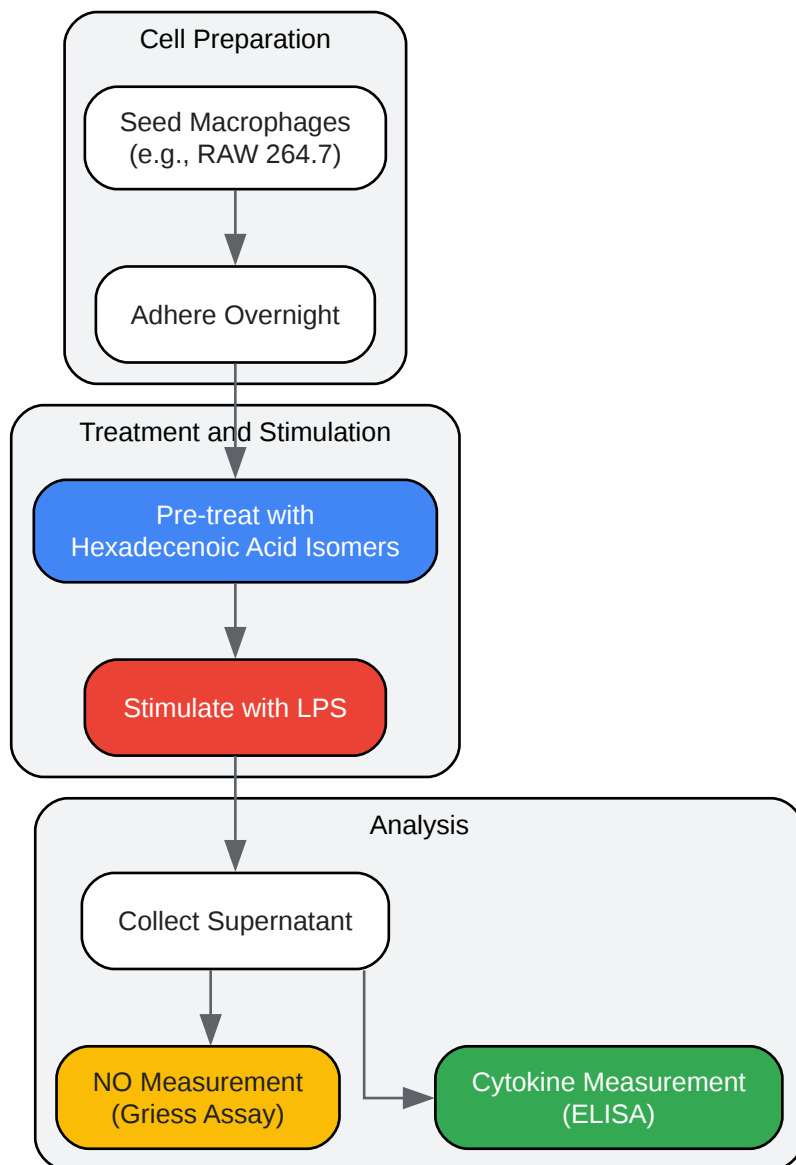 Cell Preparation
Seed Macrophages
(e.g., RAW 264.7)
Adhere Overnight
Treatment and Stimulation
Pre-treat with
Hexadecenoic Acid Isomers
Stimulate with LPS
Analysis
Collect Supernatant
NO Measurement
(Griess Assay)
Cytokine Measurement
(ELISA)